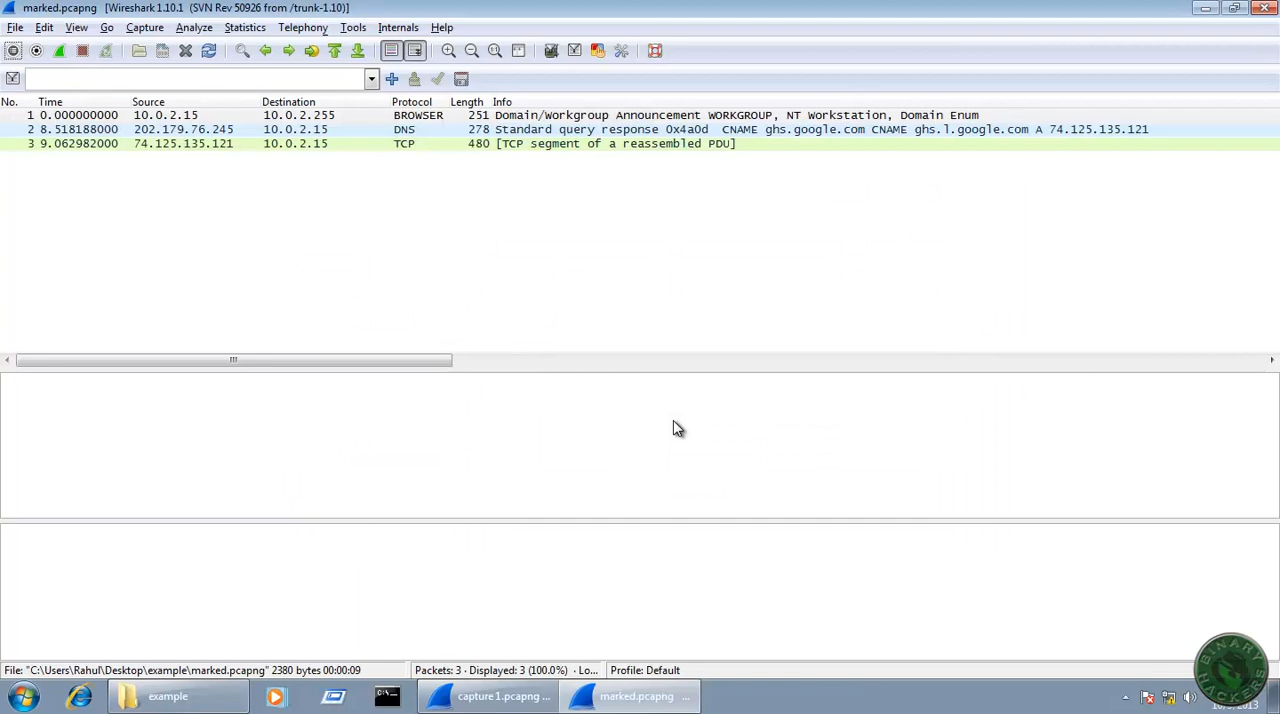 marked.pcapng [Wireshark 1.10.1 (SVN Rev 50926 from /trunk-1.10)]
File Edit View Go Capture Analyze Statistics Telephony Tools Internals Help
No. Time Source Destination Protocol Length Info
1 0.000000000 10.0.2.15 10.0.2.255 BROWSER 251 Domain/Workgroup Announcement WORKGROUP, NT Workstation, Domain Enum
2 8.518188000 202.179.76.245 10.0.2.15 DNS 278 Standard query response 0x4a0d CNAME ghs.google.com CNAME ghs.l.google.com A 74.125.135.121
3 9.062982000 74.125.135.121 10.0.2.15 TCP 480 [TCP segment of a reassembled PDU]
File: "C:\Users\Rahul\Desktop\example\marked.pcapng" 2380 bytes 00:00:09 Packets: 3 · Displayed: 3 (100.0%) · Lo... Profile: Default
example capture 1.pcapng ... marked.pcapng ...
BINARY HACKERS